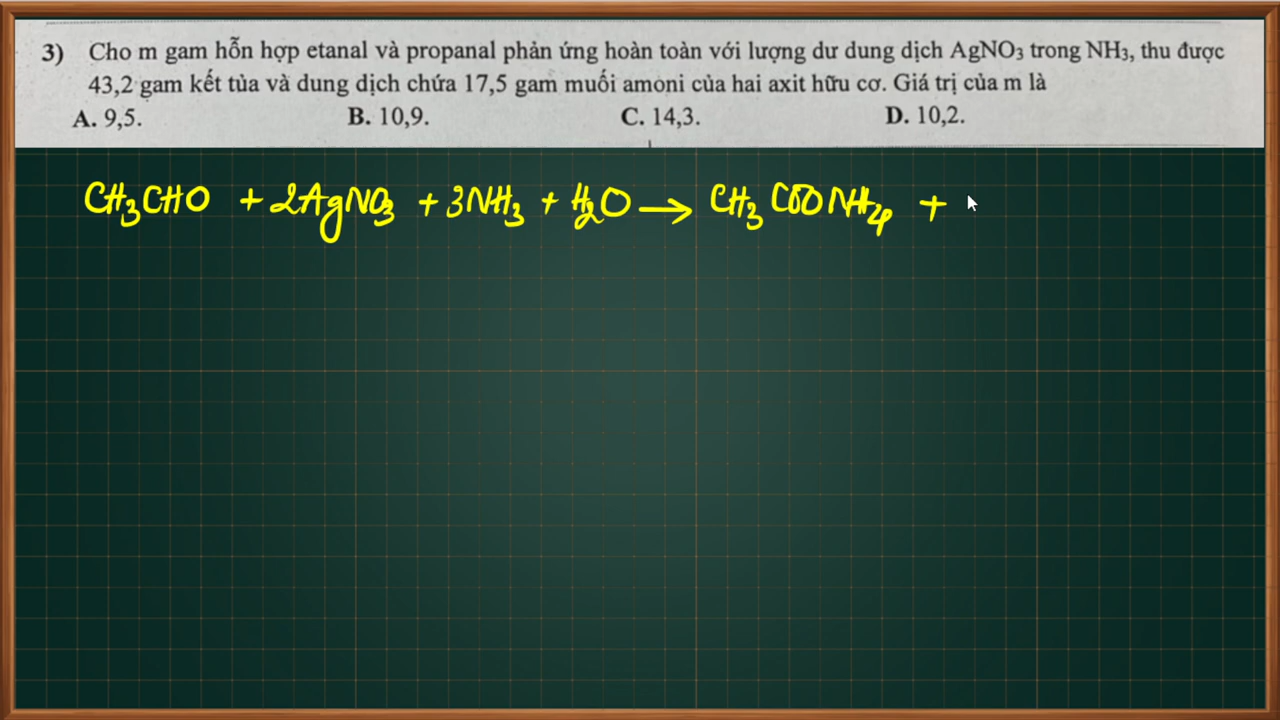 3) Cho m gam hỗn hợp etanal và propanal phản ứng hoàn toàn với lượng dư dung dịch AgNO₃ trong NH₃, thu được
43,2 gam kết tủa và dung dịch chứa 17,5 gam muối amoni của hai axit hữu cơ. Giá trị của m là
A. 9,5. B. 10,9. C. 14,3. D. 10,2.
CH₃CHO + 2AgNO₃ + 3NH₃ + H₂O → CH₃COONH₄ +